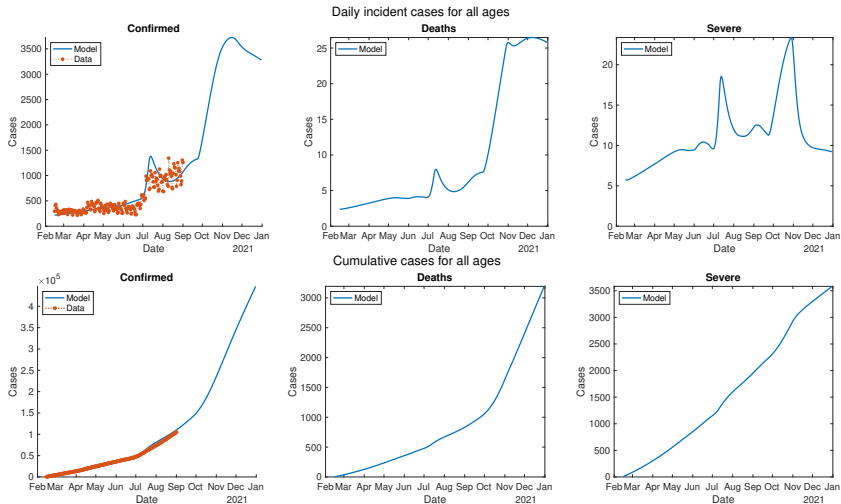 Daily incident cases for all ages
Confirmed
Cases
3500
3000
2500
2000
1500
1000
500
0
Model
Data
Feb Mar Apr May Jun Jul Aug Sep Oct Nov Dec Jan
Date
2021
Deaths
Cases
25
20
15
10
5
0
Model
Feb Mar Apr May Jun Jul Aug Sep Oct Nov Dec Jan
Date
2021
Severe
Cases
20
15
10
5
0
Model
Feb Mar Apr May Jun Jul Aug Sep Oct Nov Dec Jan
Date
2021
Cumulative cases for all ages
Confirmed
×10⁵
Cases
4
3.5
3
2.5
2
1.5
1
0.5
0
Model
Data
Feb Mar Apr May Jun Jul Aug Sep Oct Nov Dec Jan
Date
2021
Deaths
Cases
3000
2500
2000
1500
1000
500
0
Model
Feb Mar Apr May Jun Jul Aug Sep Oct Nov Dec Jan
Date
2021
Severe
Cases
3500
3000
2500
2000
1500
1000
500
0
Model
Feb Mar Apr May Jun Jul Aug Sep Oct Nov Dec Jan
Date
2021